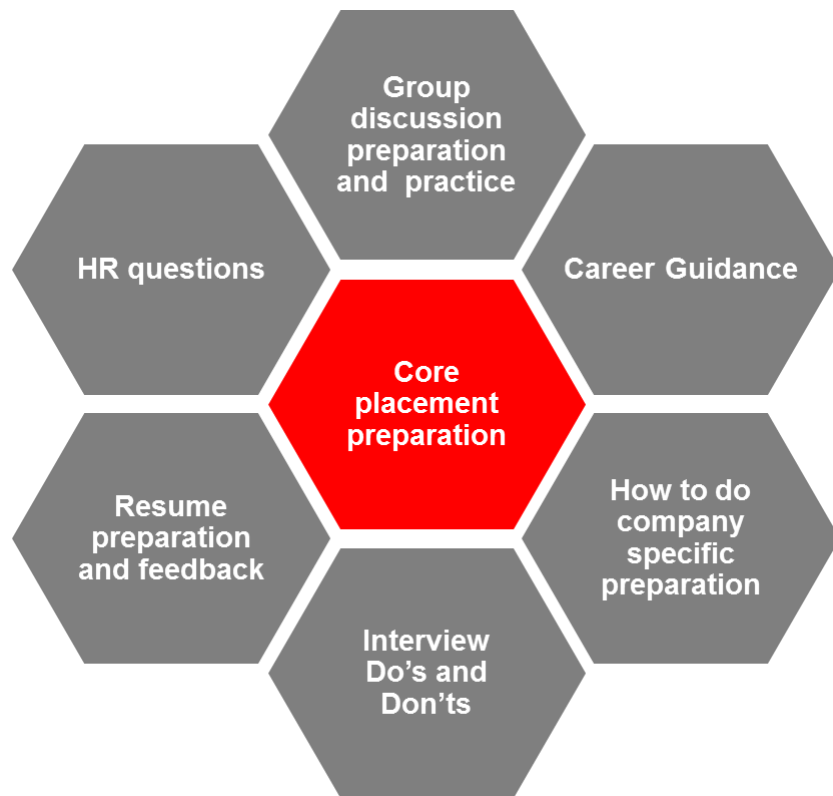 Group
discussion
preparation
and practice
HR questions
Career Guidance
Core
placement
preparation
Resume
preparation
and feedback
How to do
company
specific
preparation
Interview
Do’s and
Don’ts